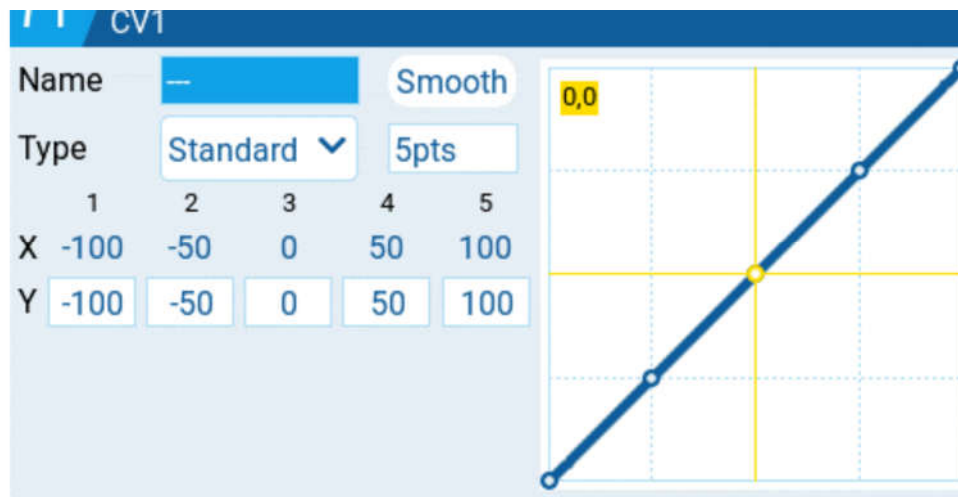 CV1
Name --- Smooth
0,0
Type Standard 5pts
1 2 3 4 5
X -100 -50 0 50 100
Y -100 -50 0 50 100